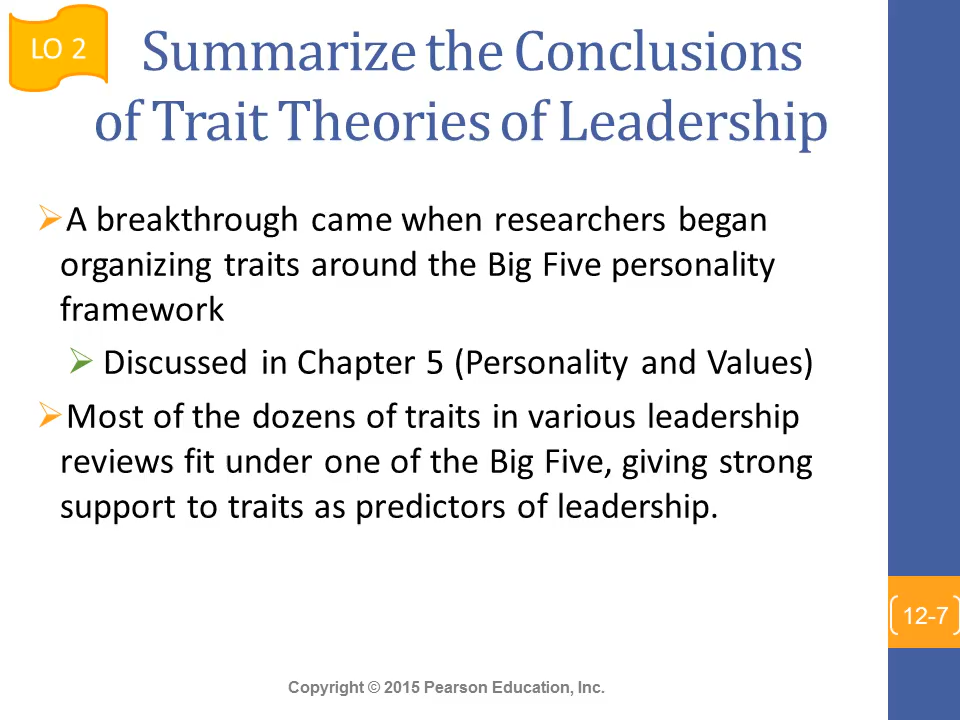 LO 2
Summarize the Conclusions
of Trait Theories of Leadership
A breakthrough came when researchers began
organizing traits around the Big Five personality
framework
Discussed in Chapter 5 (Personality and Values)
Most of the dozens of traits in various leadership
reviews fit under one of the Big Five, giving strong
support to traits as predictors of leadership.
12-7
Copyright © 2015 Pearson Education, Inc.